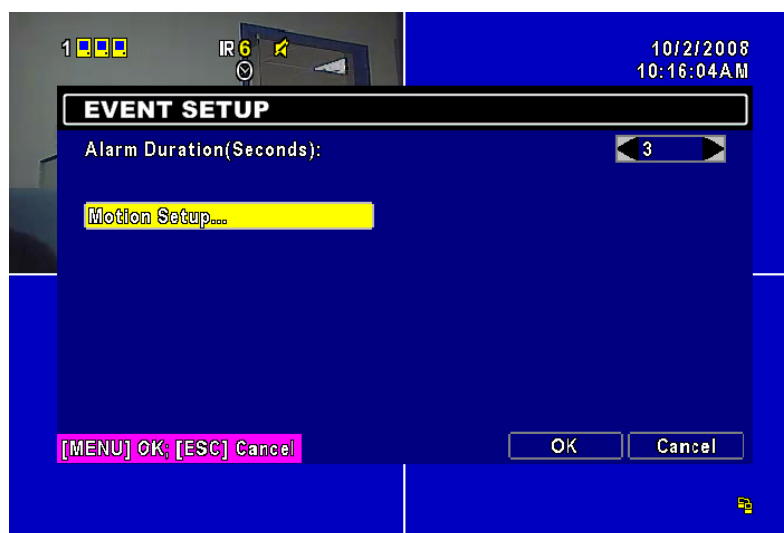 1 IR 6 10/2/2008
10:16:04AM
EVENT SETUP
Alarm Duration(Seconds): 3
Motion Setup...
[MENU] OK; [ESC] Cancel OK Cancel